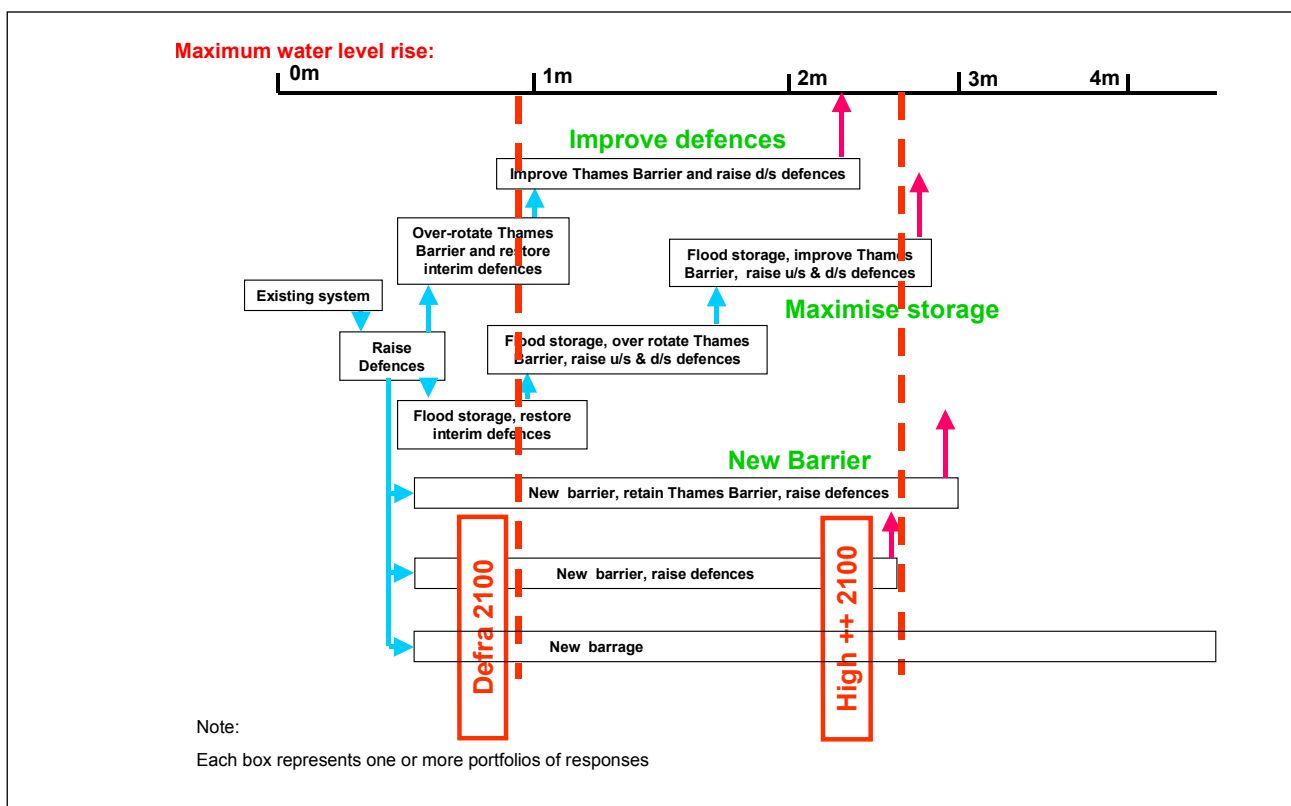 Maximum water level rise:
0m 1m 2m 3m 4m
Improve defences
Improve Thames Barrier and raise d/s defences
Over-rotate Thames
Barrier and restore
interim defences
Flood storage, improve Thames
Barrier, raise u/s & d/s defences
Existing system
Maximise storage
Raise
Defences
Flood storage, over rotate Thames
Barrier, raise u/s & d/s defences
Flood storage, restore
interim defences
New Barrier
New barrier, retain Thames Barrier, raise defences
New barrier, raise defences
New barrage
Defra 2100
High ++ 2100
Note:
Each box represents one or more portfolios of responses